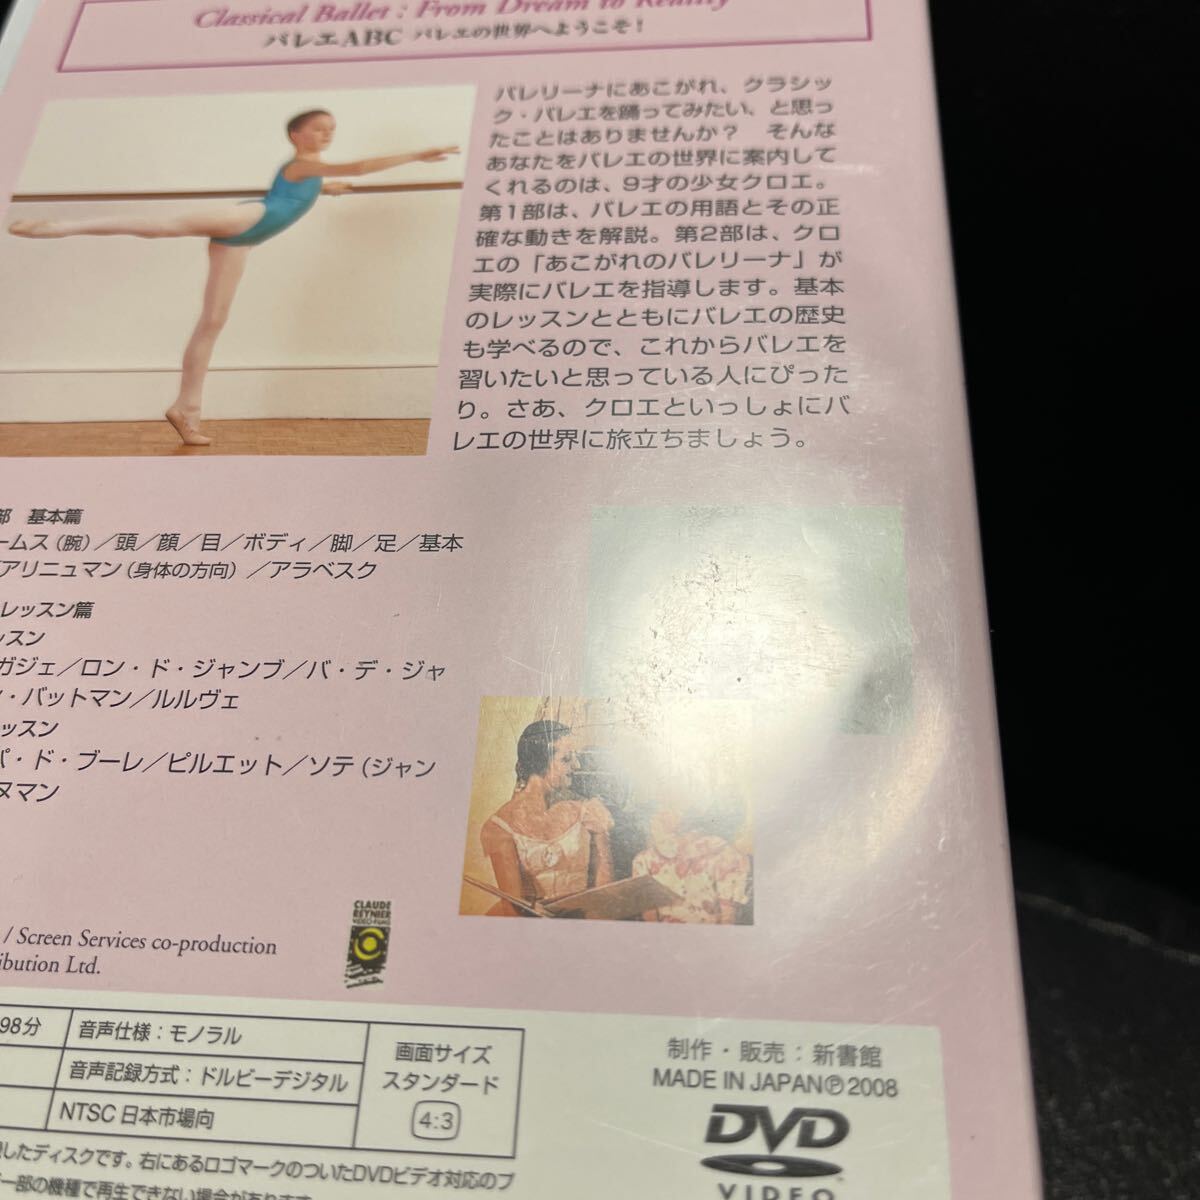 Classical Ballet : From Dream to Reality
バレエABC バレエの世界へようこそ!
バレリーナにあこがれ、クラシッ
ク・バレエを踊ってみたい、と思っ
たことはありませんか? そんな
あなたをバレエの世界に案内して
くれるのは、9才の少女クロエ。
第1部は、バレエの用語とその正
確な動きを解説。第2部は、クロ
エの「あこがれのバレリーナ」が
実際にバレエを指導します。基本
のレッスンとともにバレエの歴史
も学べるので、これからバレエを
習いたいと思っている人にぴった
り。さあ、クロエといっしょにバ
レエの世界に旅立ちましょう。
部 基本篇
ームス(腕)/頭/顔/目/ボディ/脚/足/基本
アリニュマン(身体の方向)/アラベスク
レッスン篇
ッスン
ガジェ/ロン・ド・ジャンブ/バ・デ・ジャ
ン・バットマン/ルルヴェ
ッスン
パ・ド・ブーレ/ピルエット/ソテ(ジャン
ヌマン
CLAUDE
REYNIER
VIDEO-FILMS
/ Screen Services co-production
ibution Ltd.
98分
音声仕様:モノラル
音声記録方式:ドルビーデジタル
NTSC 日本市場向
画面サイズ
スタンダード
4:3
制作・販売:新書館
MADE IN JAPAN Ⓟ2008
DVD
VIDEO
したディスクです。右にあるロゴマークのついたDVDビデオ対応のプ
一部の機種で再生できない場合があります